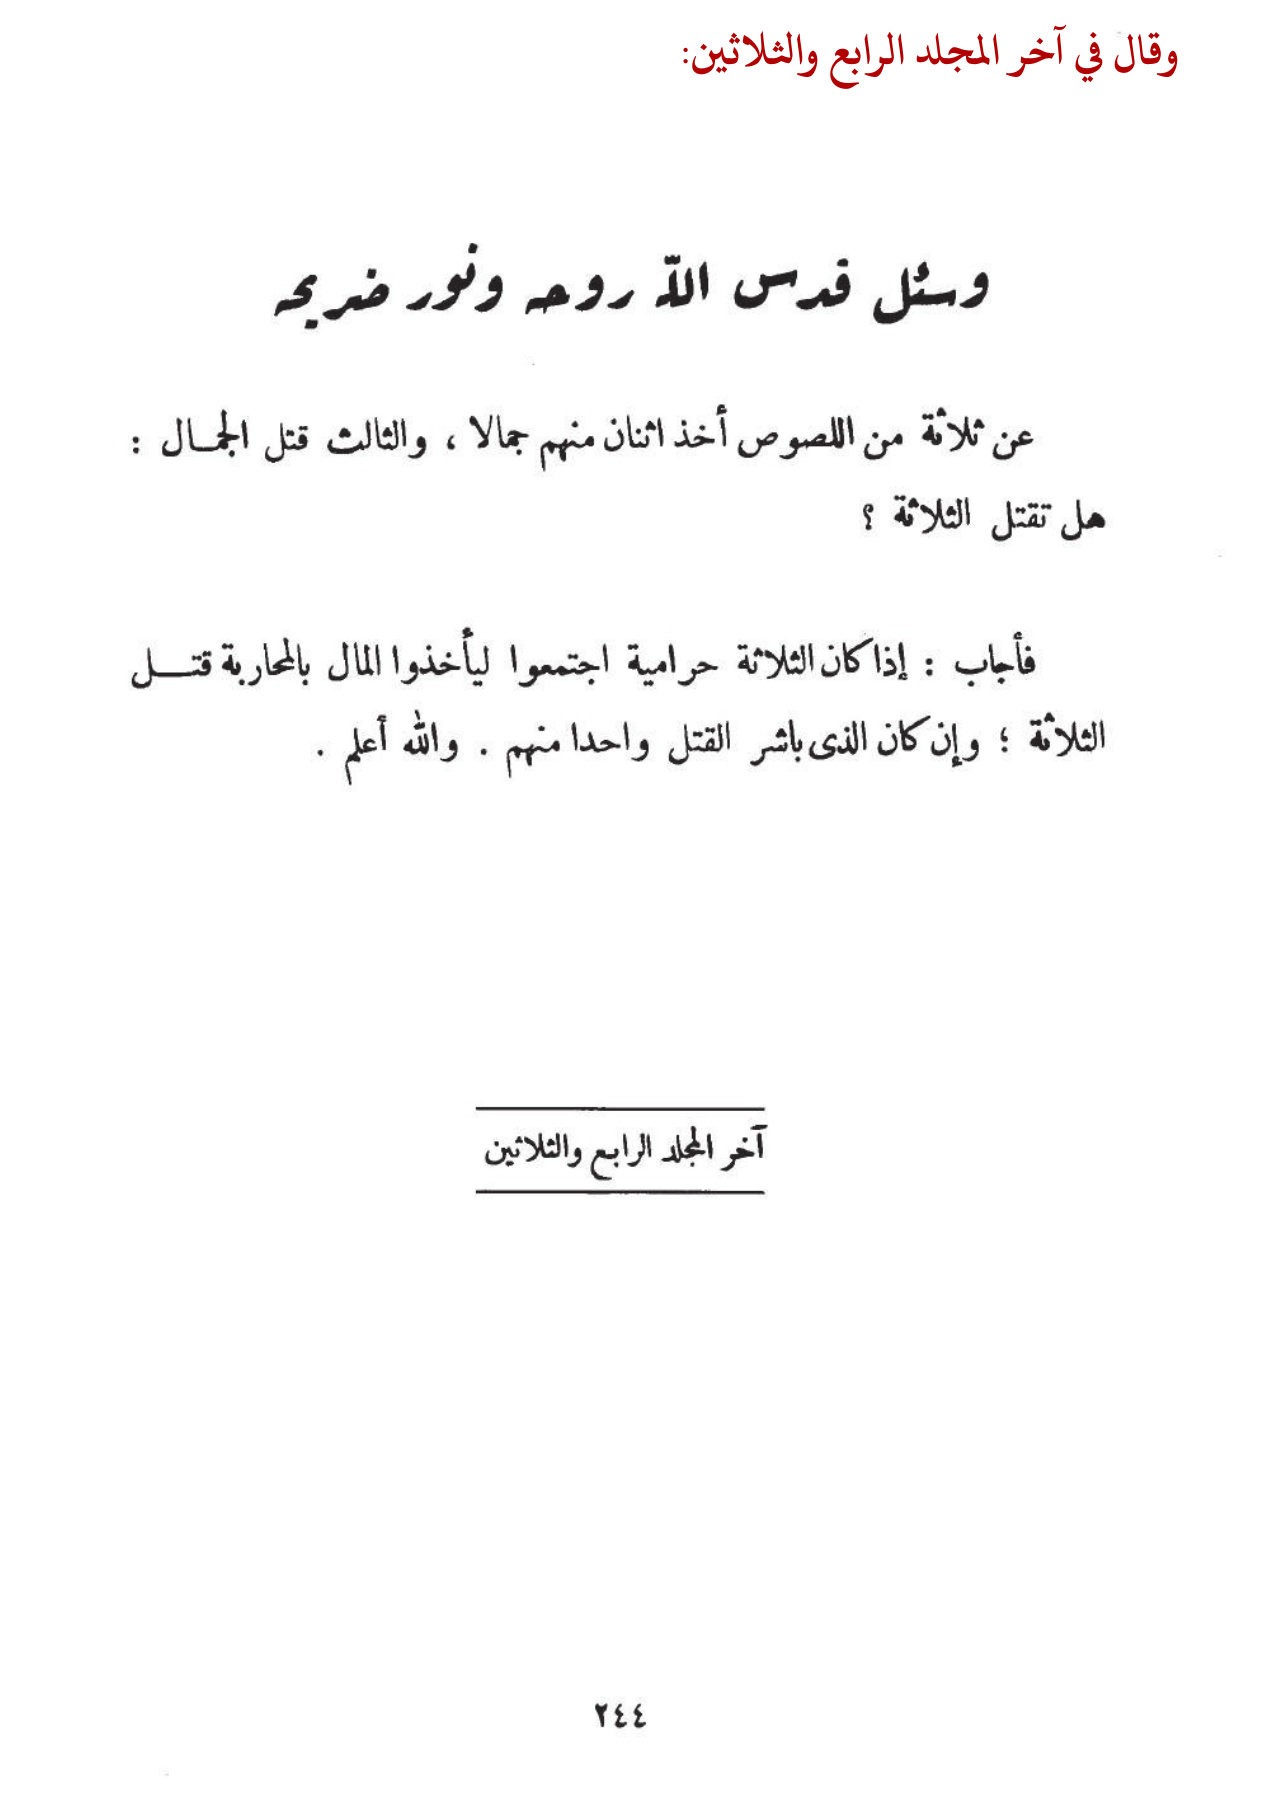 وقال في آخر المجلد الرابع والثلاثين:
وسئل قدس الله روحه ونور ضريحه
عن ثلاثة من اللصوص أخذ اثنان منهم جمالا ، والثالث قتل الجمـال :
هل تقتل الثلاثة ؟
فأجاب : إذا كان الثلاثة حرامية اجتمعوا ليأخذوا المال بالمحاربة قتـــل
الثلاثة ؛ وإن كان الذى باشر القتل واحدا منهم . والله أعلم .
آخر المجلد الرابع والثلاثين
٢٤٤